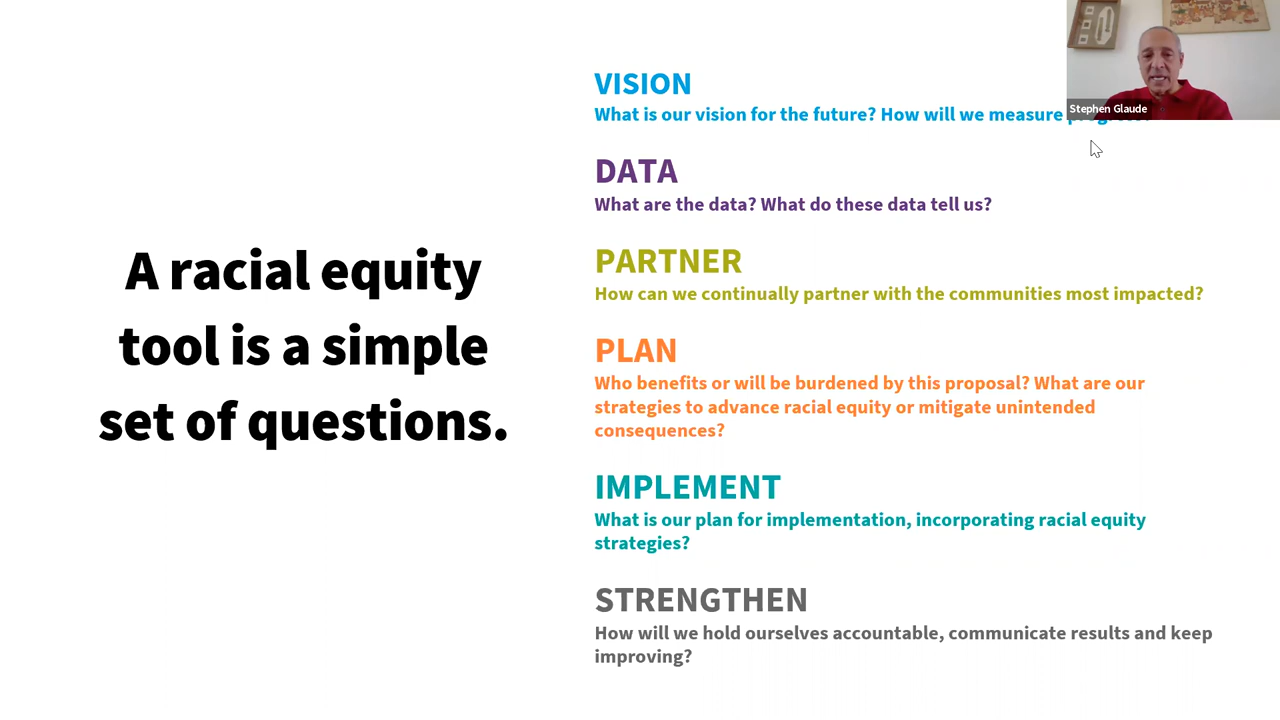 A racial equity
tool is a simple
set of questions.
VISION
What is our vision for the future? How will we measure
DATA
What are the data? What do these data tell us?
PARTNER
How can we continually partner with the communities most impacted?
PLAN
Who benefits or will be burdened by this proposal? What are our
strategies to advance racial equity or mitigate unintended
consequences?
IMPLEMENT
What is our plan for implementation, incorporating racial equity
strategies?
STRENGTHEN
How will we hold ourselves accountable, communicate results and keep
improving?
Stephen Glaude